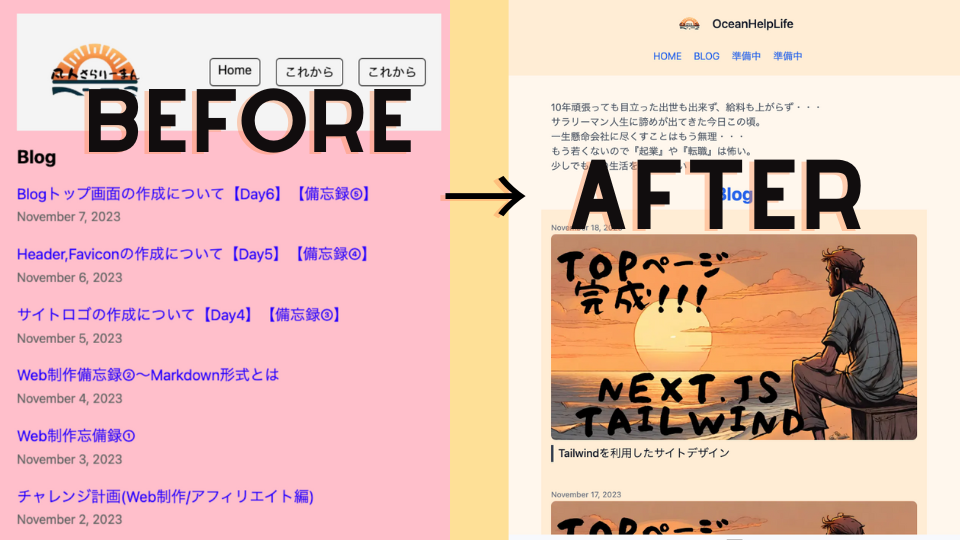 凡人さらりーまん
Home
これから
これから
BEFORE
Blog
Blogトップ画面の作成について【Day6】【備忘録⑤】
November 7, 2023
Header,Faviconの作成について【Day5】【備忘録④】
November 6, 2023
サイトロゴの作成について【Day4】【備忘録③】
November 5, 2023
Web制作備忘録②〜Markdown形式とは
November 4, 2023
Web制作忘備録①
November 3, 2023
チャレンジ計画(Web制作/アフィリエイト編)
November 2, 2023
OceanHelpLife
HOME
BLOG
準備中
準備中
10年頑張っても目立った出世も出来ず、給料も上がらず・・・
サラリーマン人生に諦めが出てきた今日この頃。
一生懸命会社に尽くすことはもう無理・・・
もう若くないので『起業』や『転職』は怖い。
少しでも
生活を
AFTER
Blog
November 18, 2023
TOPページ
完成!!!
NEXT.JS
TAILWIND
Tailwindを利用したサイトデザイン
November 17, 2023
TOPページ